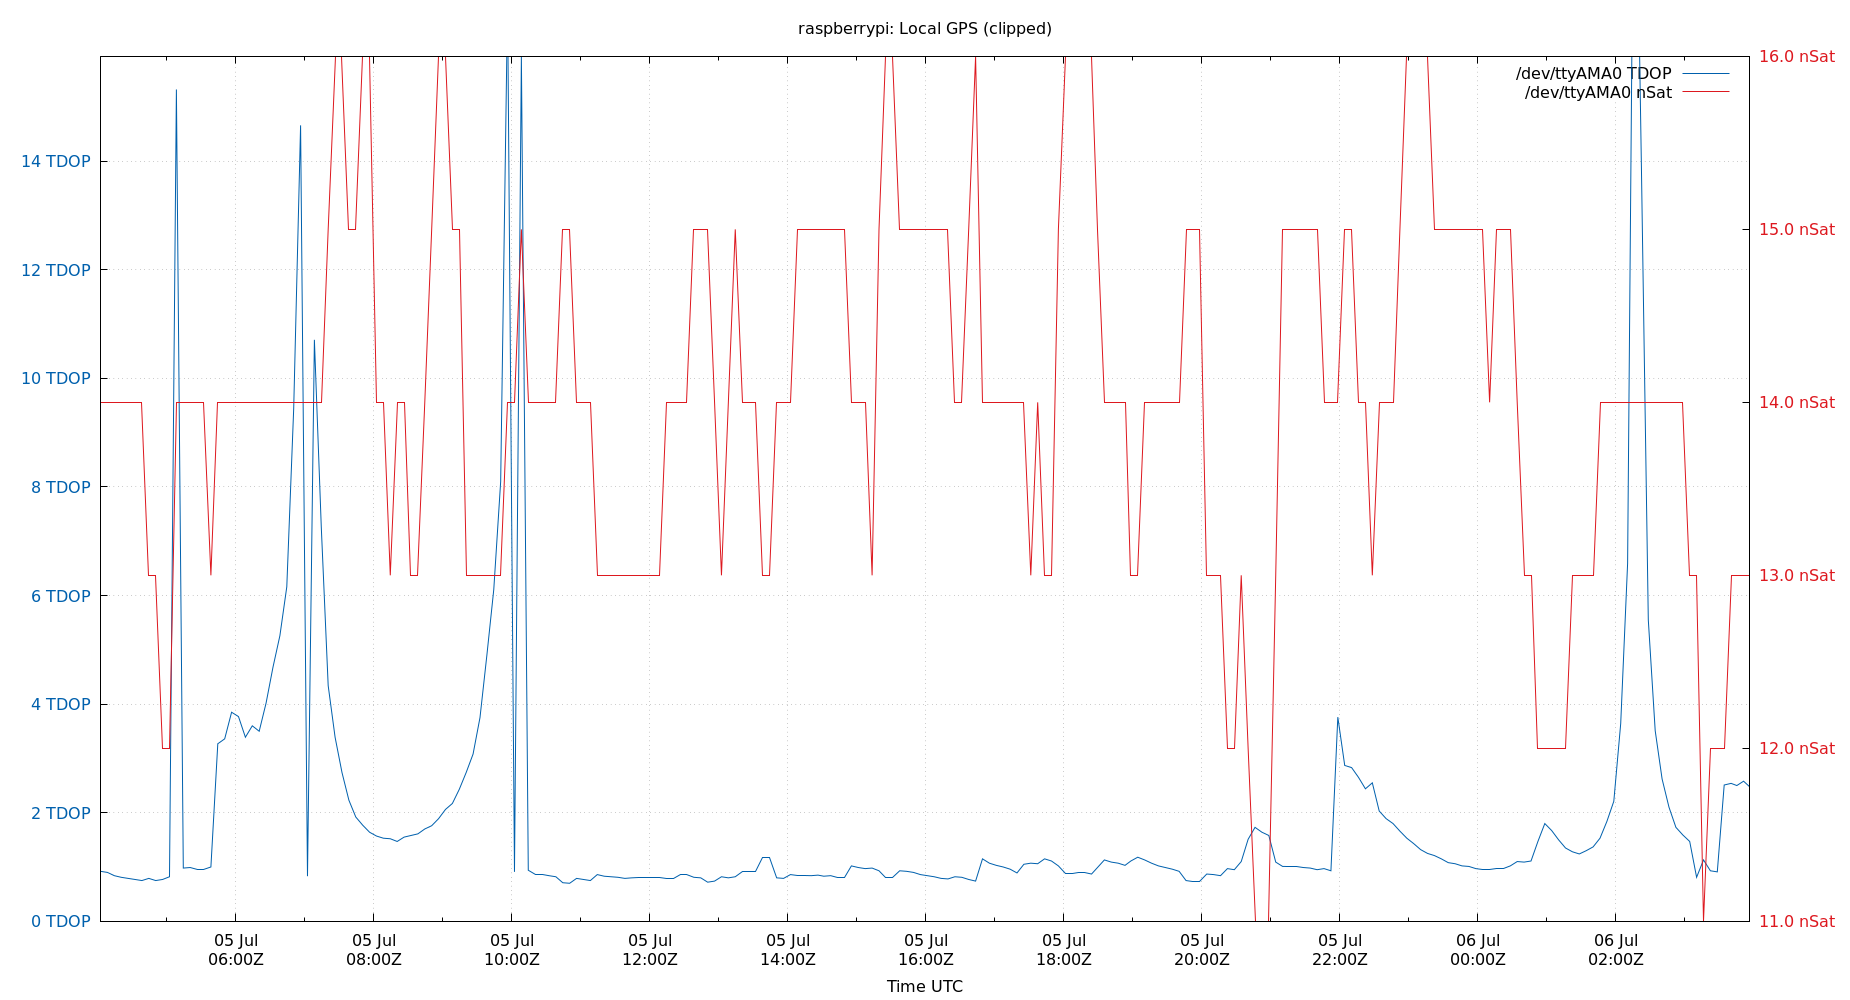 raspberrypi: Local GPS (clipped)
/dev/ttyAMA0 TDOP
/dev/ttyAMA0 nSat
14 TDOP
12 TDOP
10 TDOP
8 TDOP
6 TDOP
4 TDOP
2 TDOP
0 TDOP
16.0 nSat
15.0 nSat
14.0 nSat
13.0 nSat
12.0 nSat
11.0 nSat
05 Jul 05 Jul 05 Jul 05 Jul 05 Jul 05 Jul 05 Jul 05 Jul 05 Jul 06 Jul 06 Jul
06:00Z 08:00Z 10:00Z 12:00Z 14:00Z 16:00Z 18:00Z 20:00Z 22:00Z 00:00Z 02:00Z
Time UTC